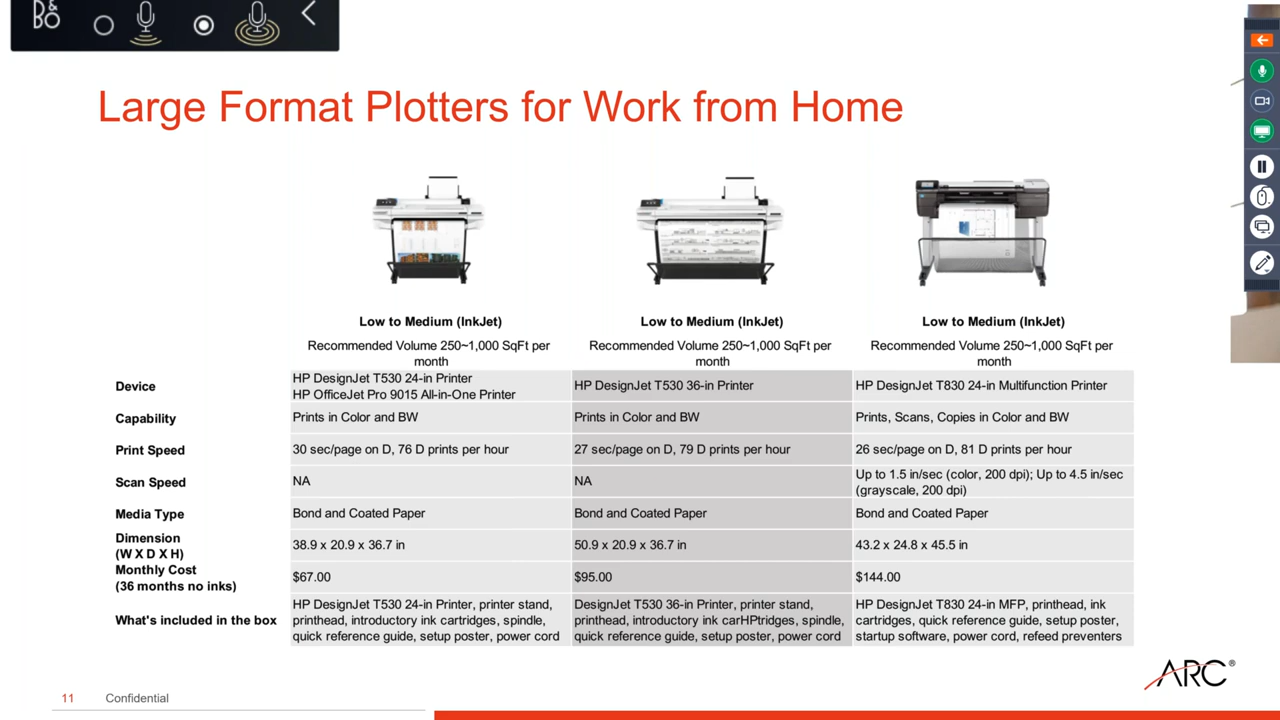 B&O
Large Format Plotters for Work from Home
Low to Medium (InkJet)
Low to Medium (InkJet)
Low to Medium (InkJet)
Recommended Volume 250~1,000 SqFt per
month
Recommended Volume 250~1,000 SqFt per
month
Recommended Volume 250~1,000 SqFt per
month
Device
HP DesignJet T530 24-in Printer
HP OfficeJet Pro 9015 All-in-One Printer
HP DesignJet T530 36-in Printer
HP DesignJet T830 24-in Multifunction Printer
Capability
Prints in Color and BW
Prints in Color and BW
Prints, Scans, Copies in Color and BW
Print Speed
30 sec/page on D, 76 D prints per hour
27 sec/page on D, 79 D prints per hour
26 sec/page on D, 81 D prints per hour
Scan Speed
NA
NA
Up to 1.5 in/sec (color, 200 dpi); Up to 4.5 in/sec
(grayscale, 200 dpi)
Media Type
Bond and Coated Paper
Bond and Coated Paper
Bond and Coated Paper
Dimension
(W X D X H)
38.9 x 20.9 x 36.7 in
50.9 x 20.9 x 36.7 in
43.2 x 24.8 x 45.5 in
Monthly Cost
(36 months no inks)
$67.00
$95.00
$144.00
What's included in the box
HP DesignJet T530 24-in Printer, printer stand,
printhead, introductory ink cartridges, spindle,
quick reference guide, setup poster, power cord
DesignJet T530 36-in Printer, printer stand,
printhead, introductory ink carHPtridges, spindle,
quick reference guide, setup poster, power cord
HP DesignJet T830 24-in MFP, printhead, ink
cartridges, quick reference guide, setup poster,
startup software, power cord, refeed preventers
ARC®
11
Confidential